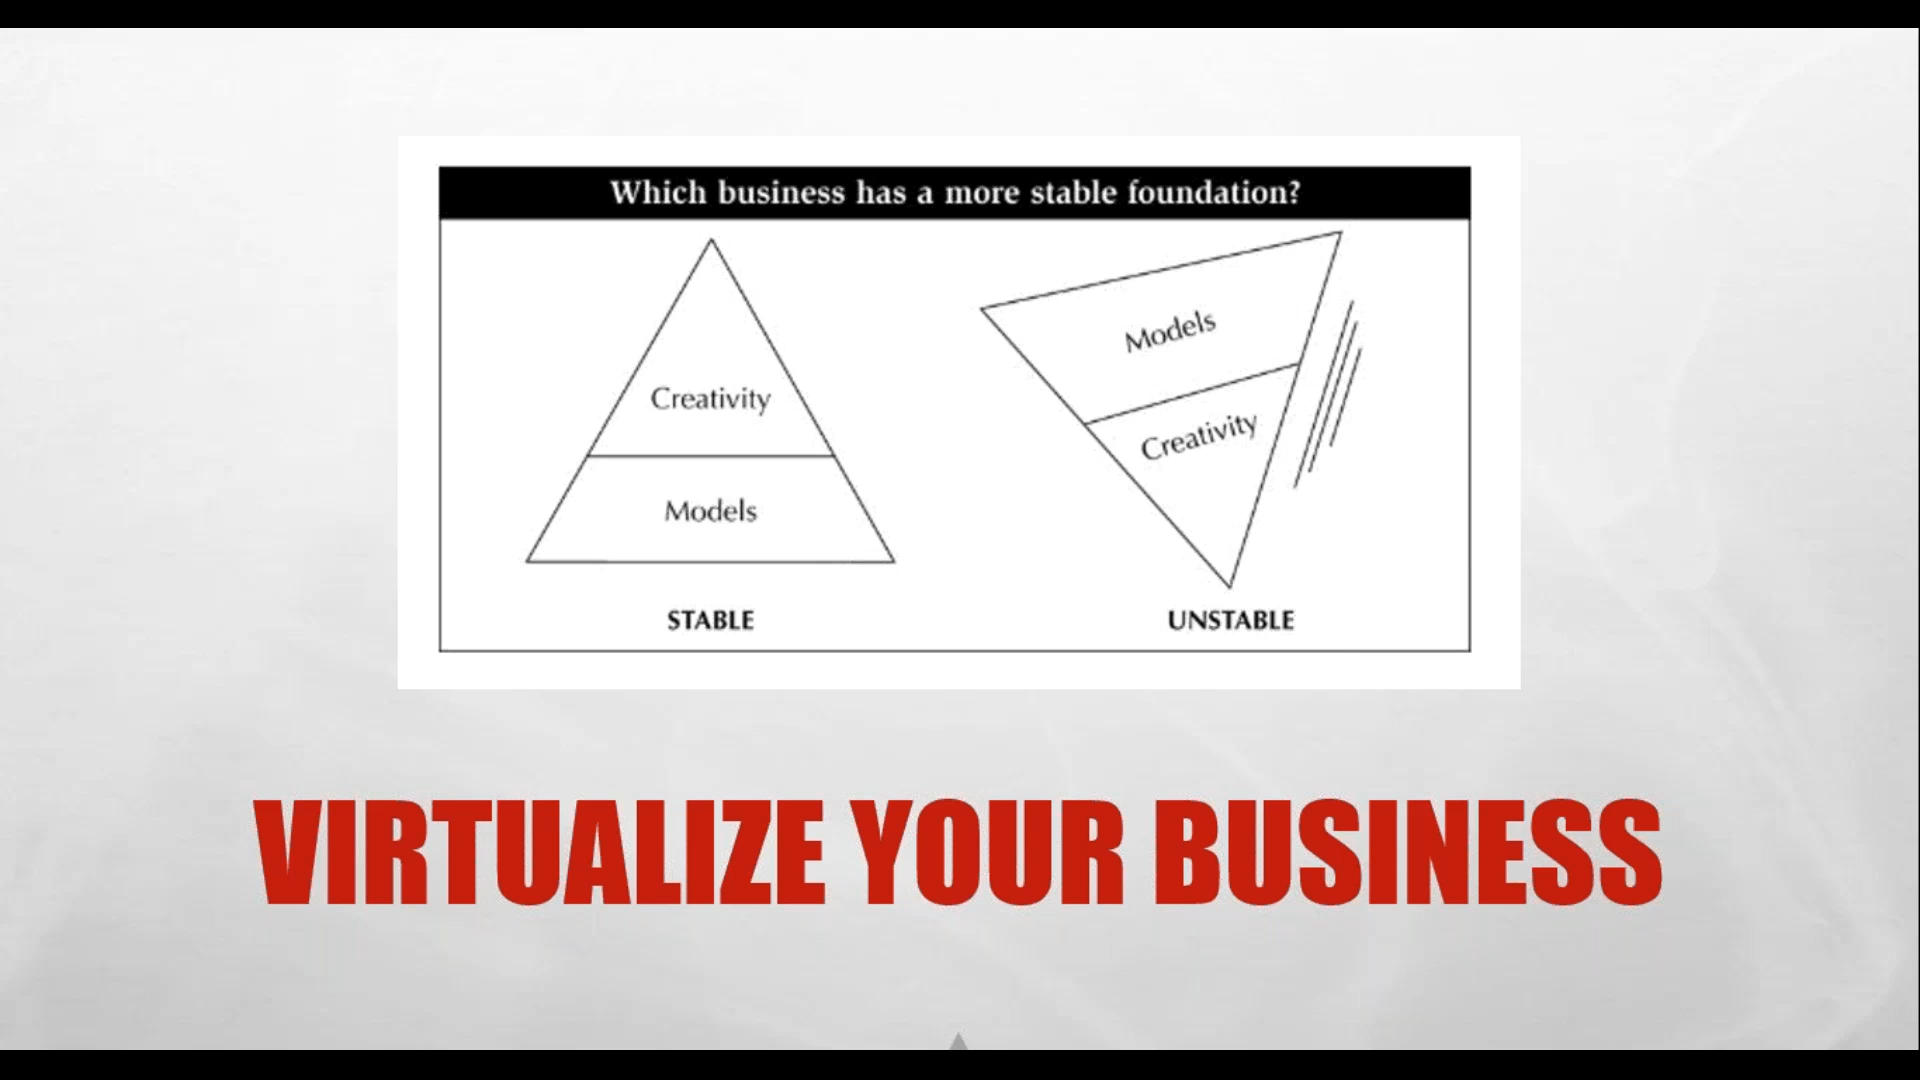 Which business has a more stable foundation?
Creativity
Models
STABLE
Models
Creativity
UNSTABLE
VIRTUALIZE YOUR BUSINESS